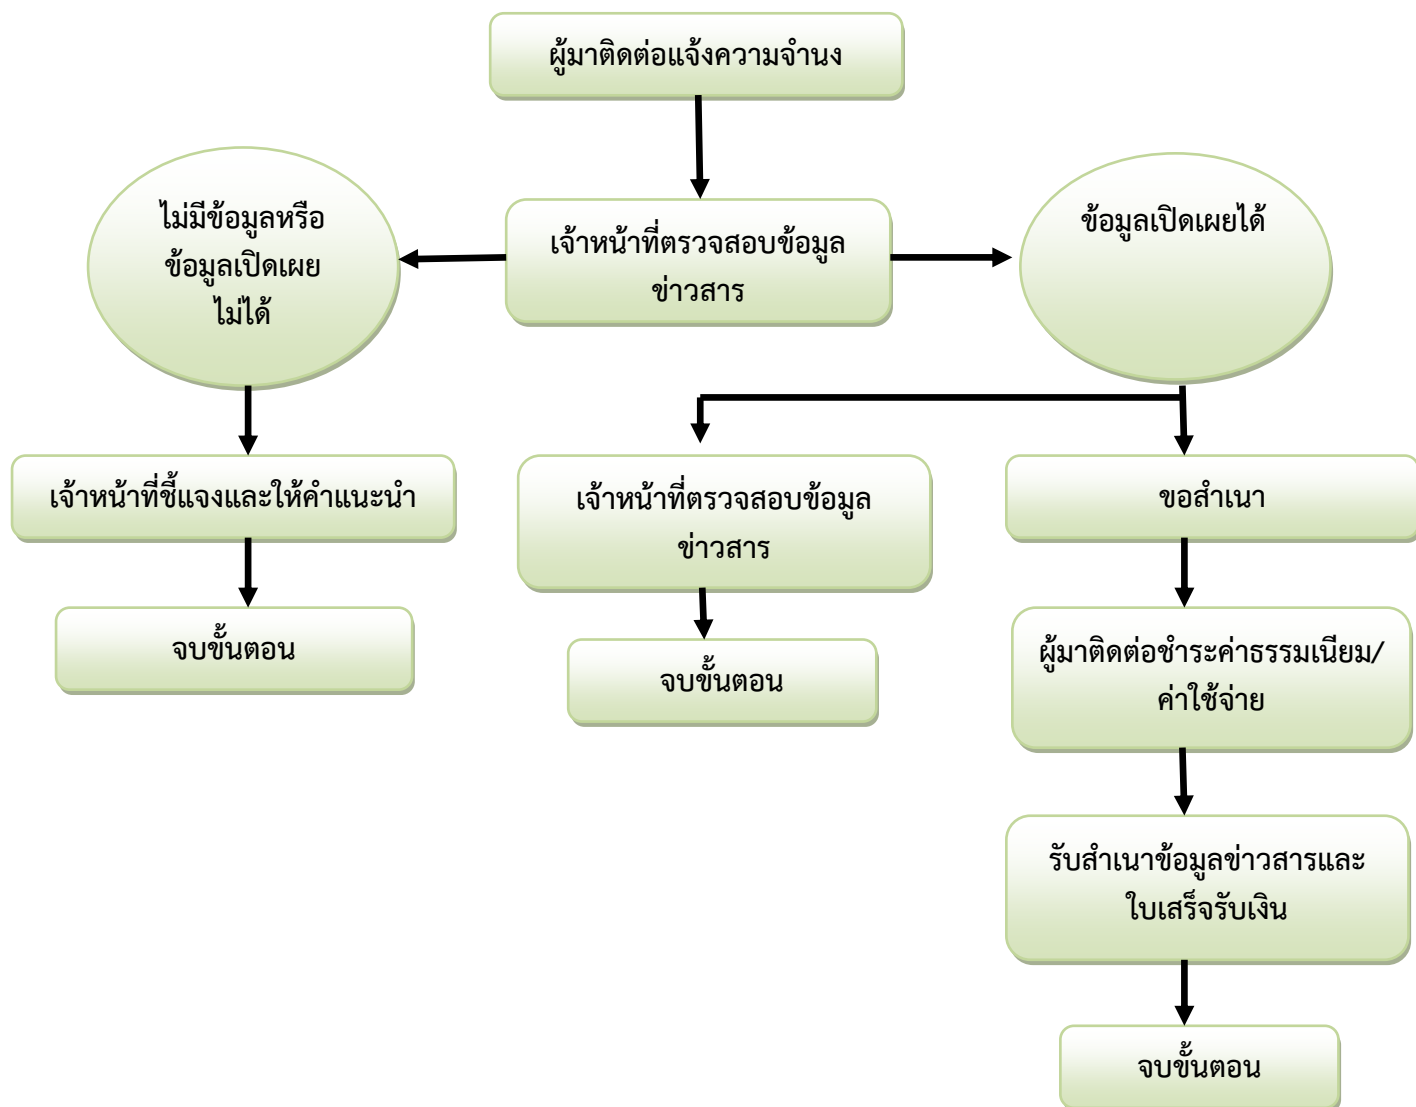 ผู้มาติดต่อแจ้งความจำนง
ไม่มีข้อมูลหรือ
ข้อมูลเปิดเผย
ไม่ได้
เจ้าหน้าที่ตรวจสอบข้อมูล
ข่าวสาร
ข้อมูลเปิดเผยได้
เจ้าหน้าที่ชี้แจงและให้คำแนะนำ
เจ้าหน้าที่ตรวจสอบข้อมูล
ข่าวสาร
ขอสำเนา
จบขั้นตอน
จบขั้นตอน
ผู้มาติดต่อชำระค่าธรรมเนียม/
ค่าใช้จ่าย
รับสำเนาข้อมูลข่าวสารและ
ใบเสร็จรับเงิน
จบขั้นตอน